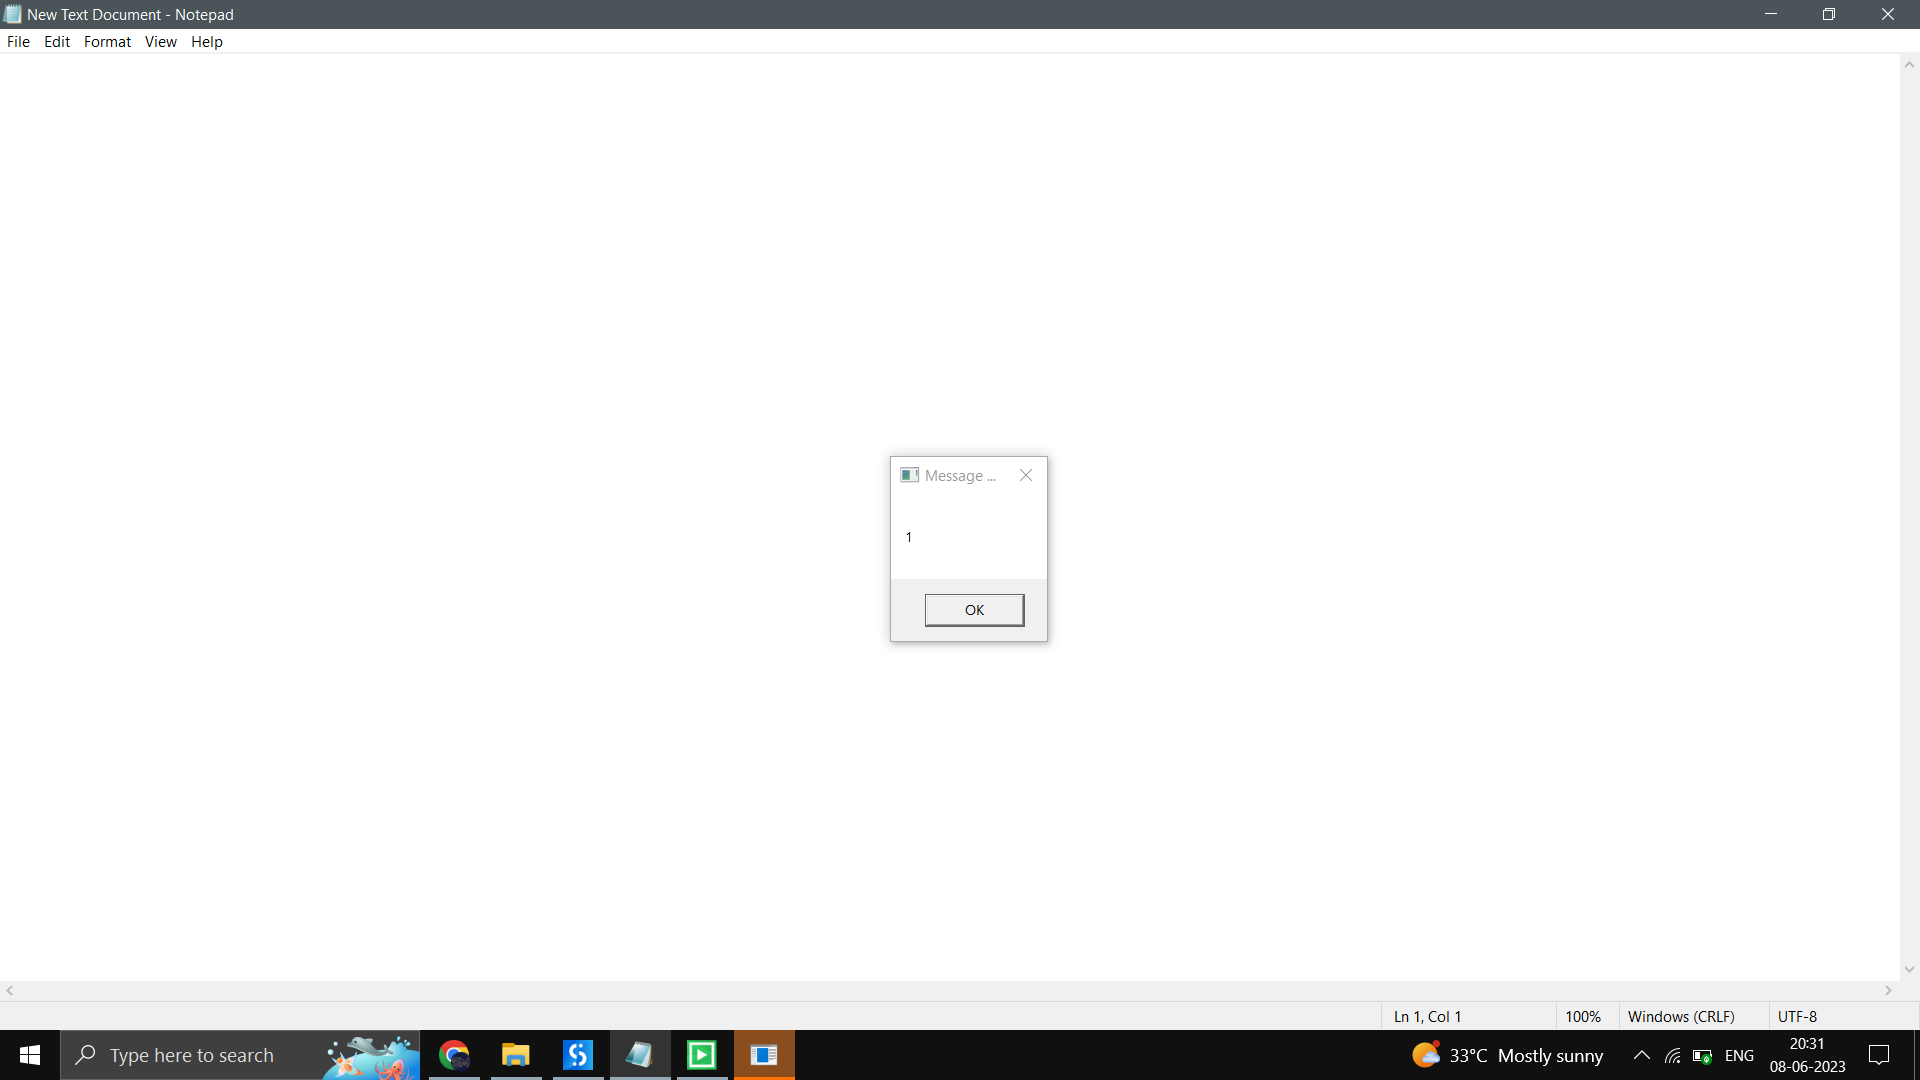 New Text Document - Notepad
File Edit Format View Help
Message ...
1
OK
Ln 1, Col 1 100% Windows (CRLF) UTF-8
Type here to search
33°C Mostly sunny
ENG
20:31
08-06-2023